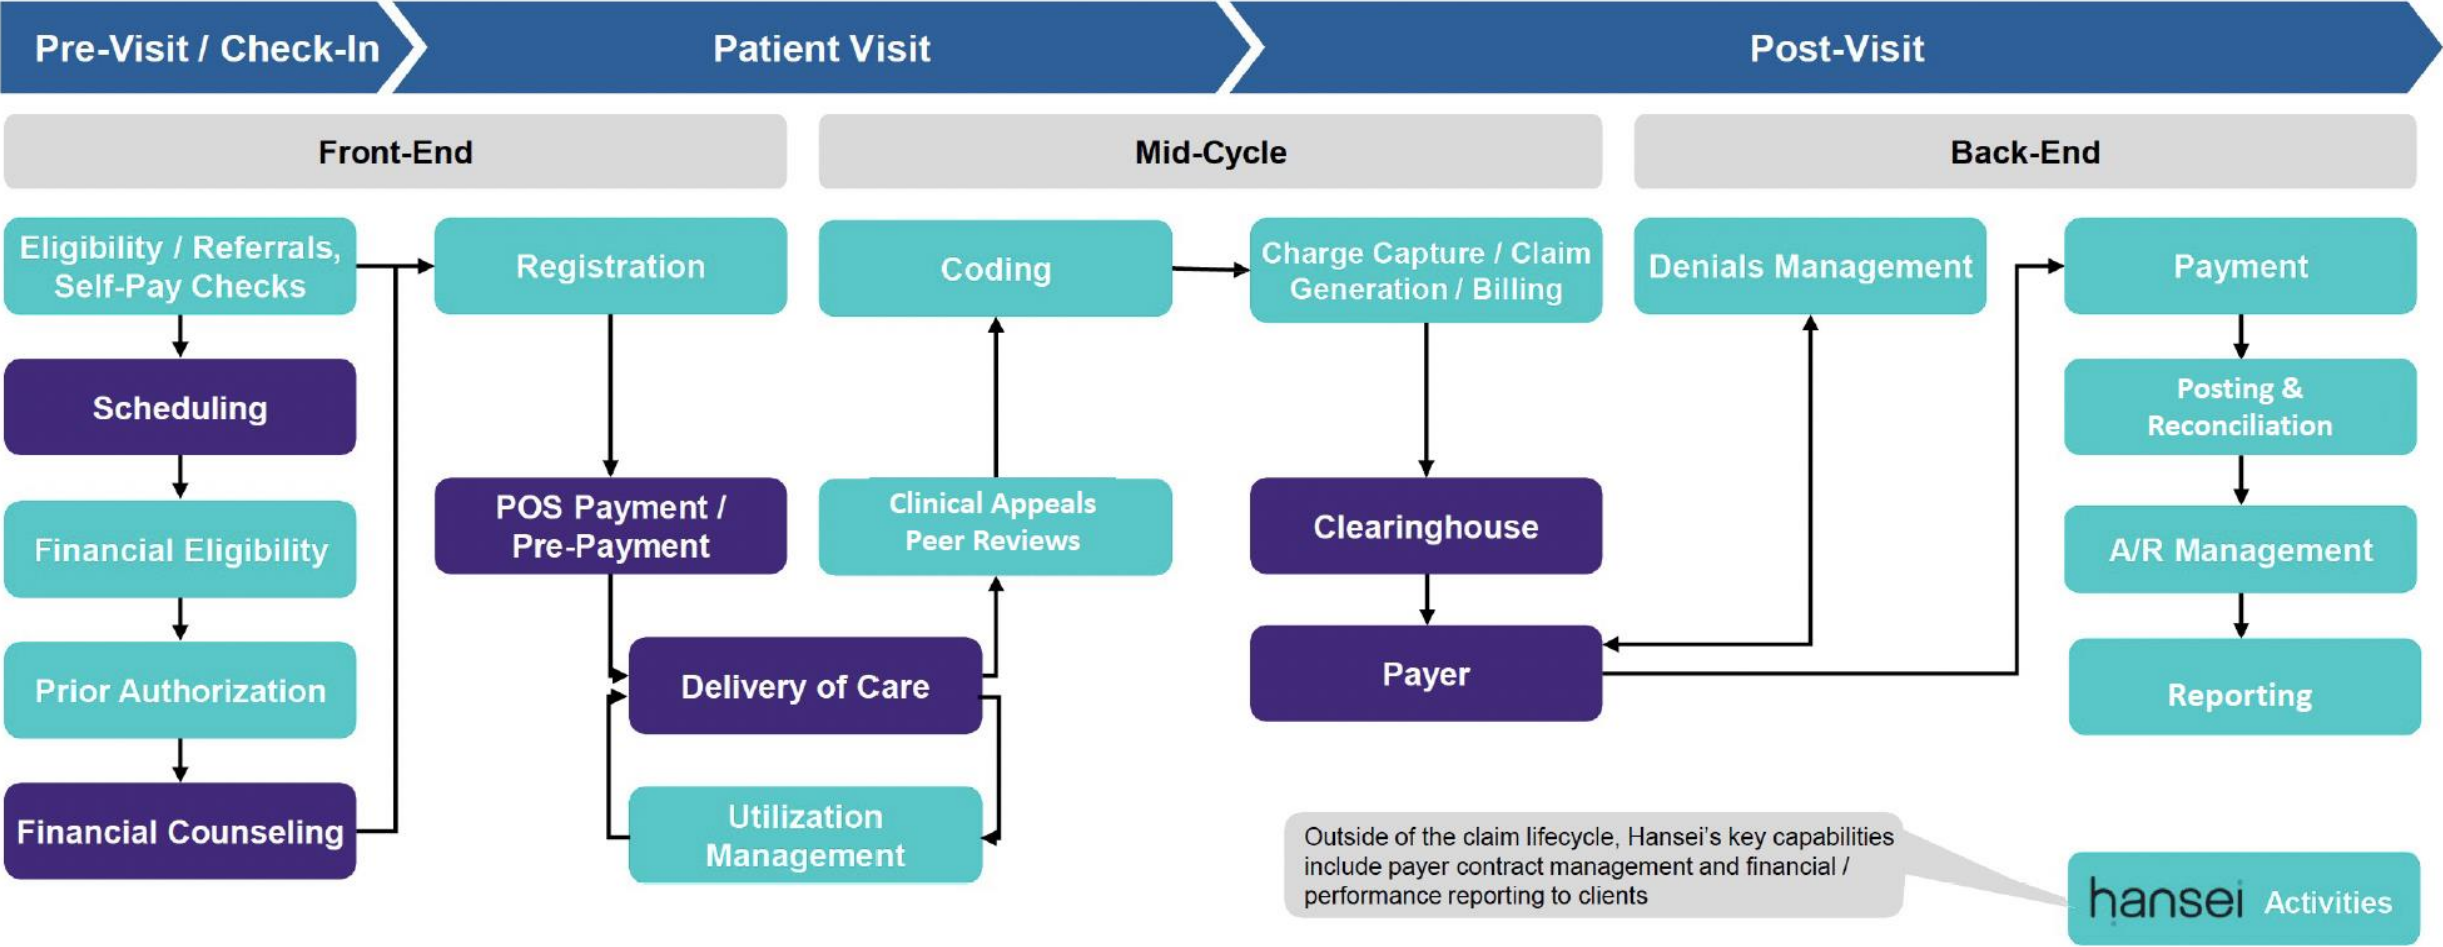 Pre-Visit / Check-In
Patient Visit
Post-Visit
Front-End
Mid-Cycle
Back-End
Eligibility / Referrals,
Self-Pay Checks
Scheduling
Financial Eligibility
Prior Authorization
Financial Counseling
Registration
POS Payment /
Pre-Payment
Delivery of Care
Utilization
Management
Coding
Clinical Appeals
Peer Reviews
Charge Capture / Claim
Generation / Billing
Clearinghouse
Payer
Denials Management
Payment
Posting &
Reconciliation
A/R Management
Reporting
Outside of the claim lifecycle, Hansei's key capabilities
include payer contract management and financial /
performance reporting to clients
hansei Activities